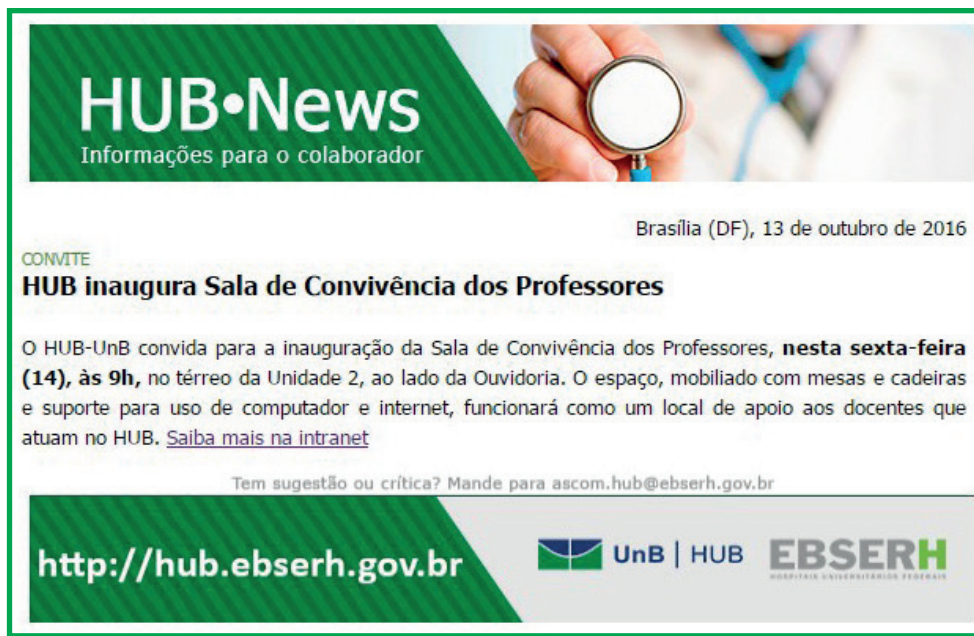 HUB•News
Informações para o colaborador
Brasília (DF), 13 de outubro de 2016
CONVITE
HUB inaugura Sala de Convivência dos Professores
O HUB-UnB convida para a inauguração da Sala de Convivência dos Professores, nesta sexta-feira
(14), às 9h, no térreo da Unidade 2, ao lado da Ouvidoria. O espaço, mobiliado com mesas e cadeiras
e suporte para uso de computador e internet, funcionará como um local de apoio aos docentes que
atuam no HUB. Saiba mais na intranet
Tem sugestão ou crítica? Mande para ascom.hub@ebserh.gov.br
http://hub.ebserh.gov.br
UnB | HUB
EBSERH
HOSPITAIS UNIVERSITÁRIOS FEDERAIS